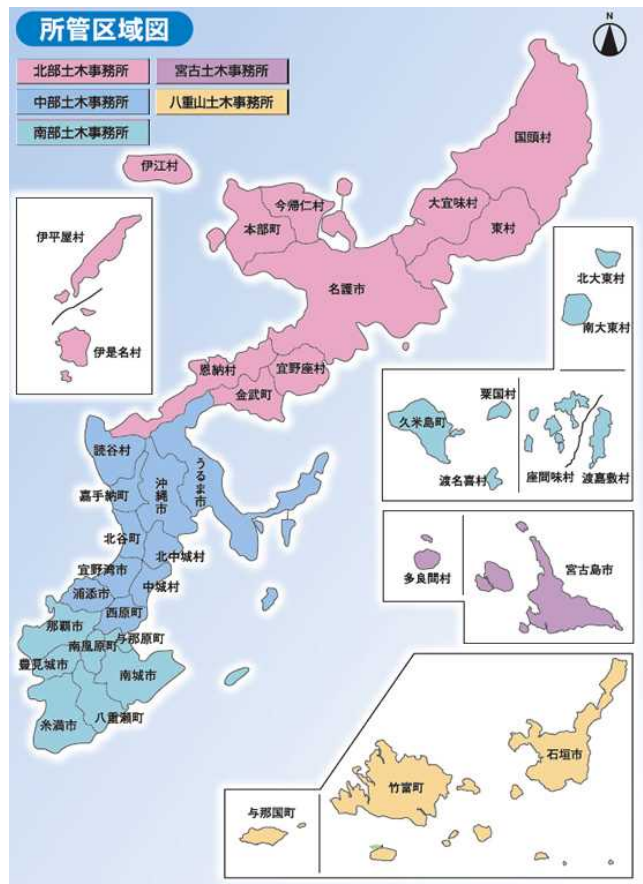 所管区域図
N
北部土木事務所
宮古土木事務所
中部土木事務所
八重山土木事務所
南部土木事務所
国頭村
伊江村
今帰仁村
大宜味村
本部町
東村
伊平屋村
名護市
北大東村
南大東村
伊是名村
恩納村
宜野座村
金武町
粟国村
久米島町
読谷村
うるま市
沖縄市
渡名喜村
座間味村
渡嘉敷村
嘉手納町
北谷町
北中城村
宜野湾市
中城村
浦添市
西原町
多良間村
宮古島市
那覇市
与那原町
南風原町
豊見城市
南城市
糸満市
八重瀬町
石垣市
竹富町
与那国町